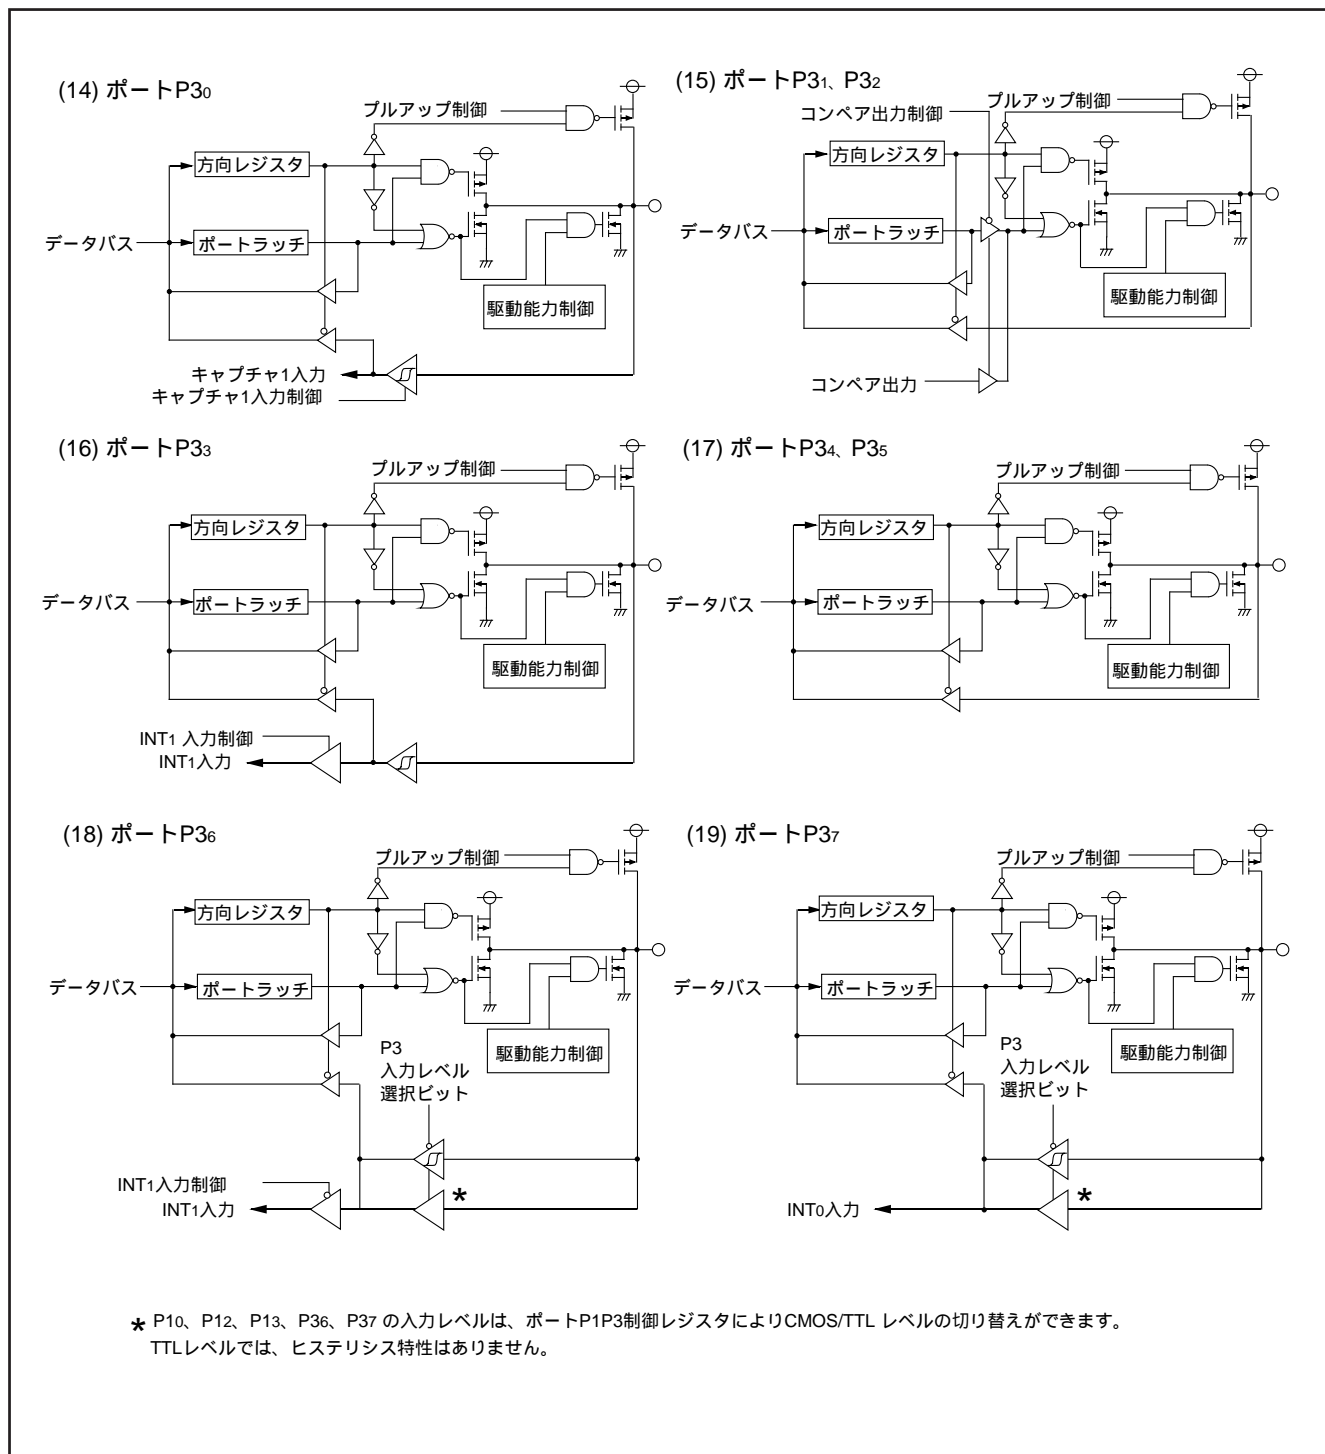 (14) ポートP30
プルアップ制御
方向レジスタ
データバス
ポートラッチ
駆動能力制御
キャプチャ1入力
キャプチャ1入力制御
(15) ポートP31、P32
プルアップ制御
コンペア出力制御
方向レジスタ
データバス
ポートラッチ
駆動能力制御
コンペア出力
(16) ポートP33
プルアップ制御
方向レジスタ
データバス
ポートラッチ
駆動能力制御
INT1 入力制御
INT1入力
(17) ポートP34、P35
プルアップ制御
方向レジスタ
データバス
ポートラッチ
駆動能力制御
(18) ポートP36
プルアップ制御
方向レジスタ
データバス
ポートラッチ
駆動能力制御
P3
入力レベル
選択ビット
INT1入力制御
INT1入力
*
(19) ポートP37
プルアップ制御
方向レジスタ
データバス
ポートラッチ
駆動能力制御
P3
入力レベル
選択ビット
INT0入力
*
* P10、P12、P13、P36、P37 の入力レベルは、ポートP1P3制御レジスタによりCMOS/TTL レベルの切り替えができます。
TTLレベルでは、ヒステリシス特性はありません。